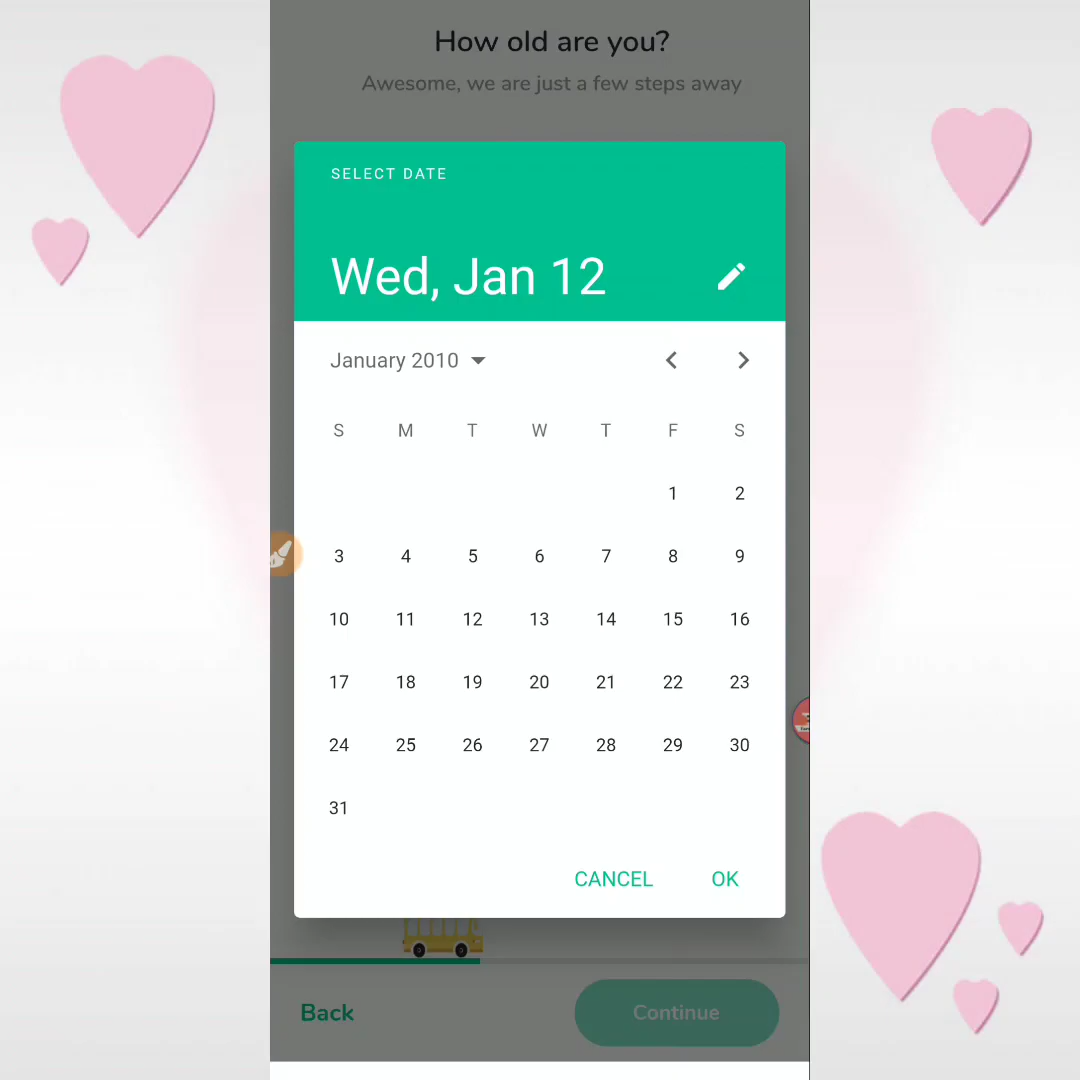 How old are you?
Awesome, we are just a few steps away
SELECT DATE
Wed, Jan 12
January 2010
S M T W T F S
1 2
3 4 5 6 7 8 9
10 11 12 13 14 15 16
17 18 19 20 21 22 23
24 25 26 27 28 29 30
31
CANCEL OK
Back Continue